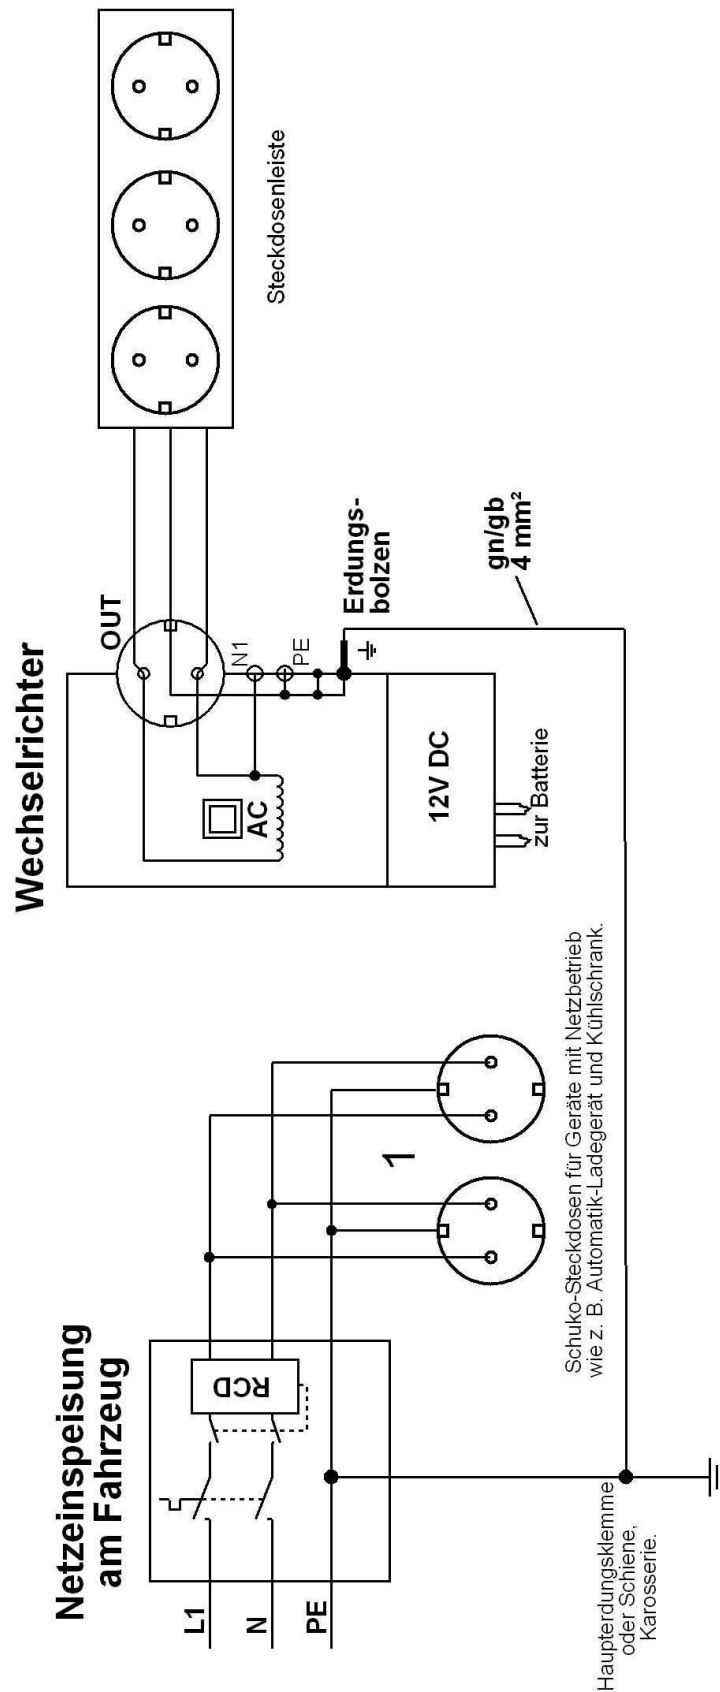 Netzeinspeisung
am Fahrzeug
L1
N
PE
RCD
1
Schuko-Steckdosen für Geräte mit Netzbetrieb
wie z. B. Automatik-Ladegerät und Kühlschrank.
Haupterdungsklemme
oder Schiene,
Karosserie.
Wechselrichter
OUT
AC
N1
PE
12V DC
zur Batterie
Erdungs-
bolzen
gn/gb
4 mm²
Steckdosenleiste